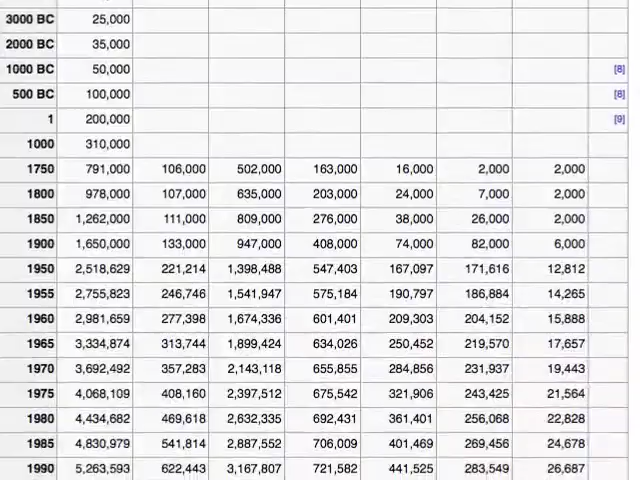 3000 BC 25,000
2000 BC 35,000
1000 BC 50,000 [8]
500 BC 100,000 [8]
1 200,000 [9]
1000 310,000
1750 791,000 106,000 502,000 163,000 16,000 2,000 2,000
1800 978,000 107,000 635,000 203,000 24,000 7,000 2,000
1850 1,262,000 111,000 809,000 276,000 38,000 26,000 2,000
1900 1,650,000 133,000 947,000 408,000 74,000 82,000 6,000
1950 2,518,629 221,214 1,398,488 547,403 167,097 171,616 12,812
1955 2,755,823 246,746 1,541,947 575,184 190,797 186,884 14,265
1960 2,981,659 277,398 1,674,336 601,401 209,303 204,152 15,888
1965 3,334,874 313,744 1,899,424 634,026 250,452 219,570 17,657
1970 3,692,492 357,283 2,143,118 655,855 284,856 231,937 19,443
1975 4,068,109 408,160 2,397,512 675,542 321,906 243,425 21,564
1980 4,434,682 469,618 2,632,335 692,431 361,401 256,068 22,828
1985 4,830,979 541,814 2,887,552 706,009 401,469 269,456 24,678
1990 5,263,593 622,443 3,167,807 721,582 441,525 283,549 26,687